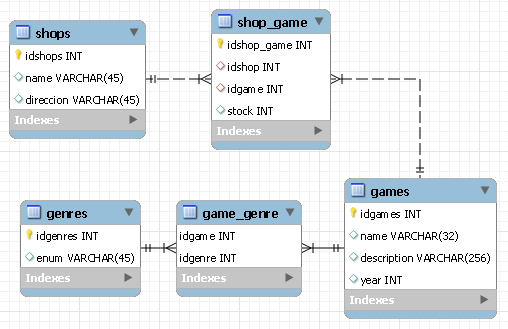 shops
idshops INT
name VARCHAR(45)
direccion VARCHAR(45)
Indexes
shop_game
idshop_game INT
idshop INT
idgame INT
stock INT
Indexes
genres
idgenres INT
enum VARCHAR(45)
Indexes
game_genre
idgame INT
idgenre INT
Indexes
games
idgames INT
name VARCHAR(32)
description VARCHAR(256)
year INT
Indexes